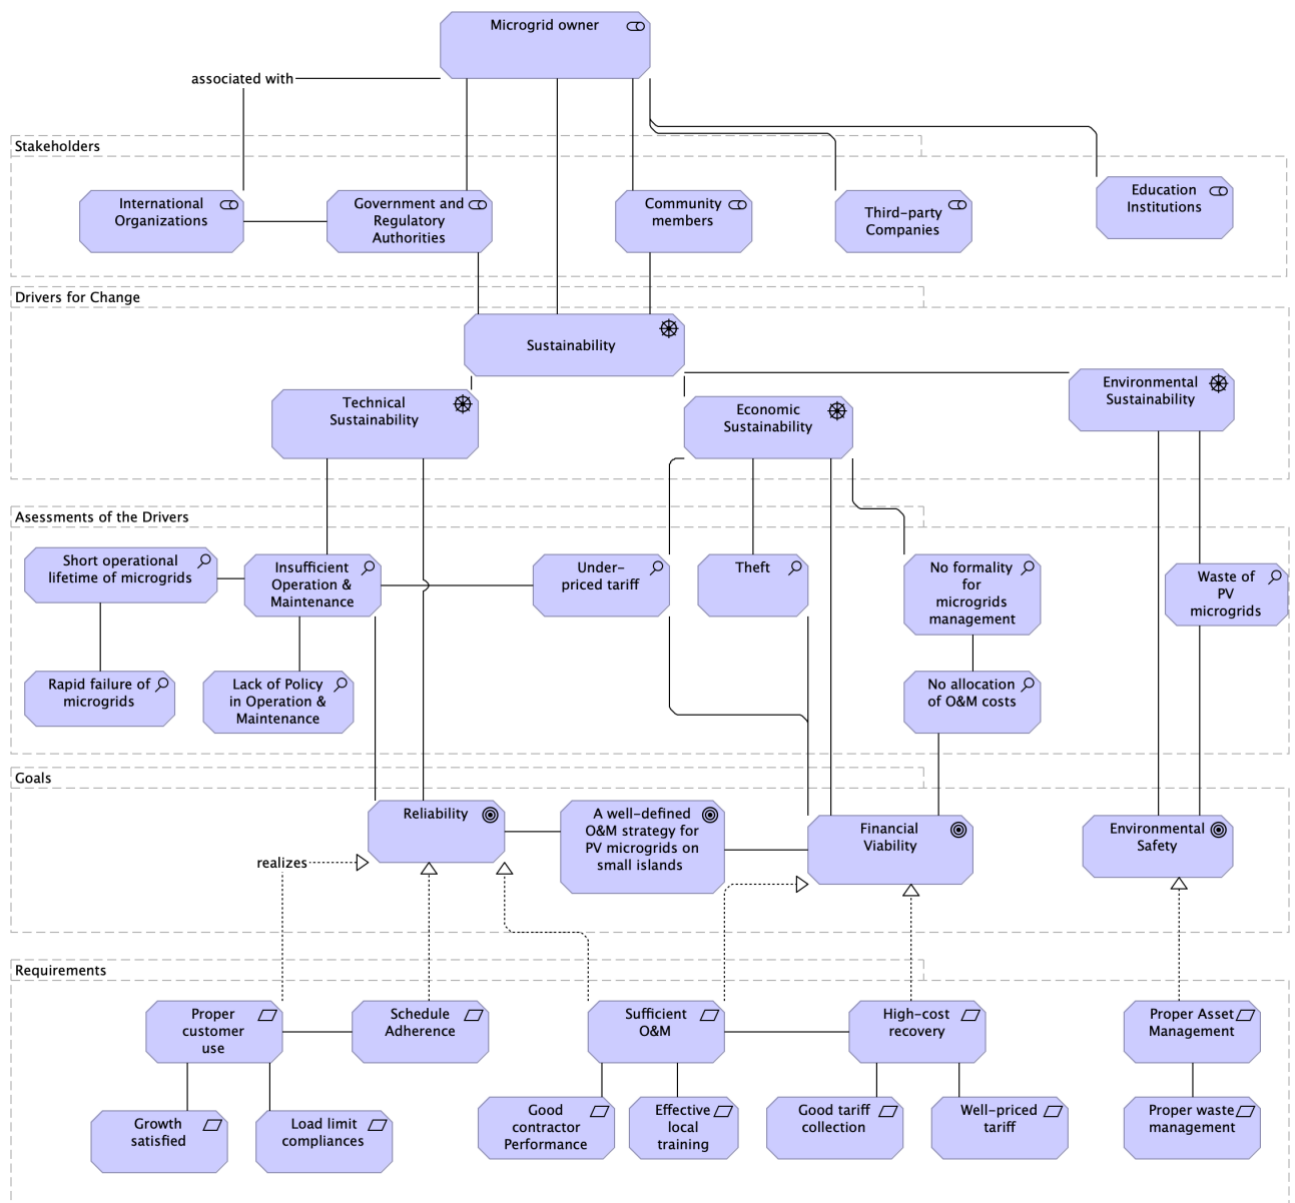 Microgrid owner
associated with
Stakeholders
International
Organizations
Government and
Regulatory
Authorities
Community
members
Third-party
Companies
Education
Institutions
Drivers for Change
Sustainability
Technical
Sustainability
Economic
Sustainability
Environmental
Sustainability
Asessments of the Drivers
Short operational
lifetime of microgrids
Insufficient
Operation &
Maintenance
Under-
priced tariff
Theft
No formality
for
microgrids
management
Waste of
PV
microgrids
Rapid failure of
microgrids
Lack of Policy
in Operation &
Maintenance
No allocation
of O&M costs
Goals
Reliability
A well-defined
O&M strategy for
PV microgrids on
small islands
Financial
Viability
Environmental
Safety
realizes
Requirements
Proper
customer
use
Schedule
Adherence
Sufficient
O&M
High-cost
recovery
Proper Asset
Management
Growth
satisfied
Load limit
compliances
Good
contractor
Performance
Effective
local
training
Good tariff
collection
Well-priced
tariff
Proper waste
management